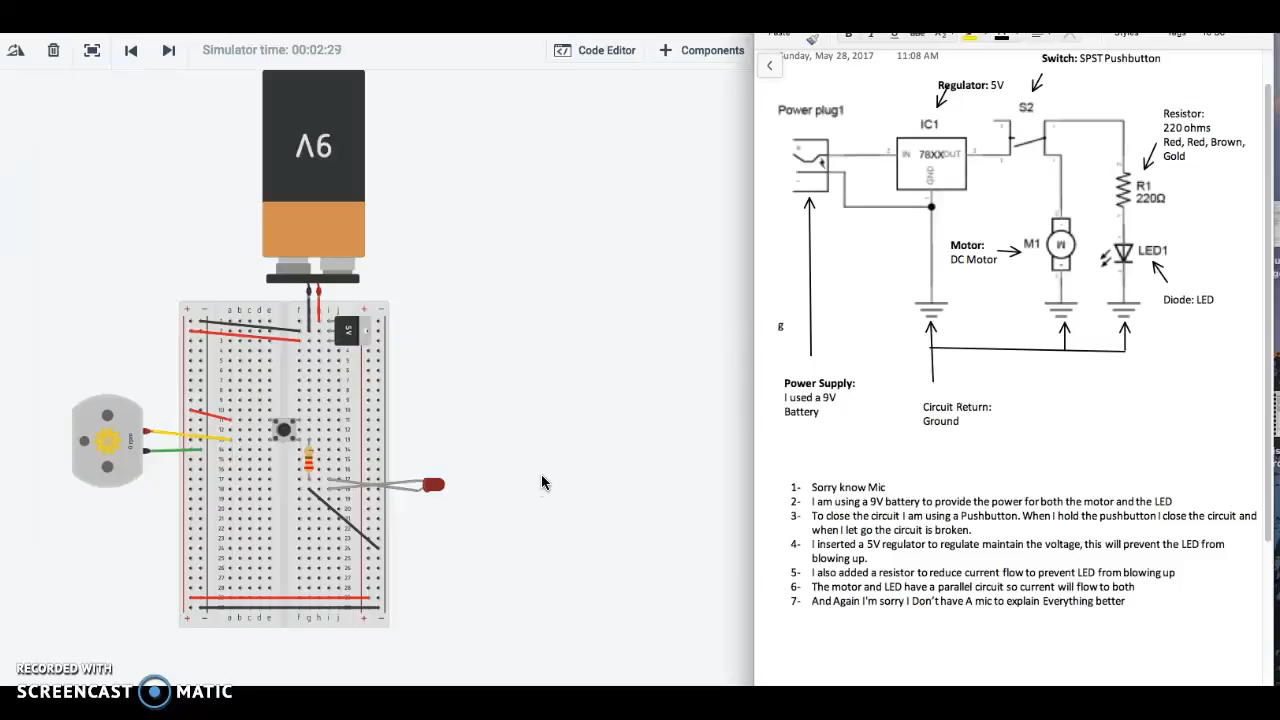 Simulator time: 00:02:29
Code Editor
+ Components
Paste
Styles
Tags
To Do
Sunday, May 28, 2017 11:08 AM
9V
+ − a b c d e f g h i j + −
5V
0 rpm
+ − a b c d e f g h i j + −
Switch: SPST Pushbutton
Regulator: 5V
Power plug1
S2
IC1
IN 78XX OUT
GND
Resistor:
220 ohms
Red, Red, Brown,
Gold
R1
220Ω
Motor:
DC Motor
M1
M
LED1
Diode: LED
g
Power Supply:
I used a 9V
Battery
Circuit Return:
Ground
1- Sorry know Mic
2- I am using a 9V battery to provide the power for both the motor and the LED
3- To close the circuit I am using a Pushbutton. When I hold the pushbutton I close the circuit and
when I let go the circuit is broken.
4- I inserted a 5V regulator to regulate maintain the voltage, this will prevent the LED from
blowing up.
5- I also added a resistor to reduce current flow to prevent LED from blowing up
6- The motor and LED have a parallel circuit so current will flow to both
7- And Again I'm sorry I Don't have A mic to explain Everything better
RECORDED WITH
SCREENCAST MATIC